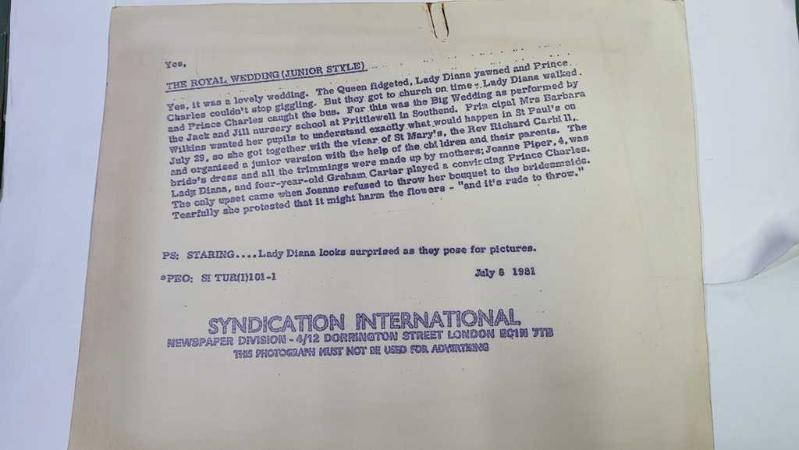 Yes,
THE ROYAL WEDDING (JUNIOR STYLE)
Yes, it was a lovely wedding. The Queen fidgeted, Lady Diana yawned and Prince
Charles couldn't stop giggling. But they got to church on time - Lady Diana walked
and Prince Charles caught the bus. For this was the Big Wedding as performed by
the Jack and Jill nursery school at Prittlewell in Southend. Principal Mrs Barbara
Wilkins wanted her pupils to understand exactly what would happen in St Paul's on
July 29, so she got together with the vicar of St Mary's, the Rev Richard
and organised a junior version with the help of the children and their parents. The
bride's dress and all the trimmings were made up by mothers; Joanne Piper, 4, was
Lady Diana, and four-year-old Graham Carter played a convincing Prince Charles.
The only upset came when Joanne refused to throw her bouquet to the bridesmaids.
Tearfully she protested that it might harm the flowers - "and it's rude to throw."
PS: STARING....Lady Diana looks surprised as they pose for pictures.
*PEO: SI TUR(I)101-1 July 8 1981
SYNDICATION INTERNATIONAL
NEWSPAPER DIVISION - 4/12 DORRINGTON STREET LONDON EC1N 7TB
THIS PHOTOGRAPH MUST NOT BE USED FOR ADVERTISING